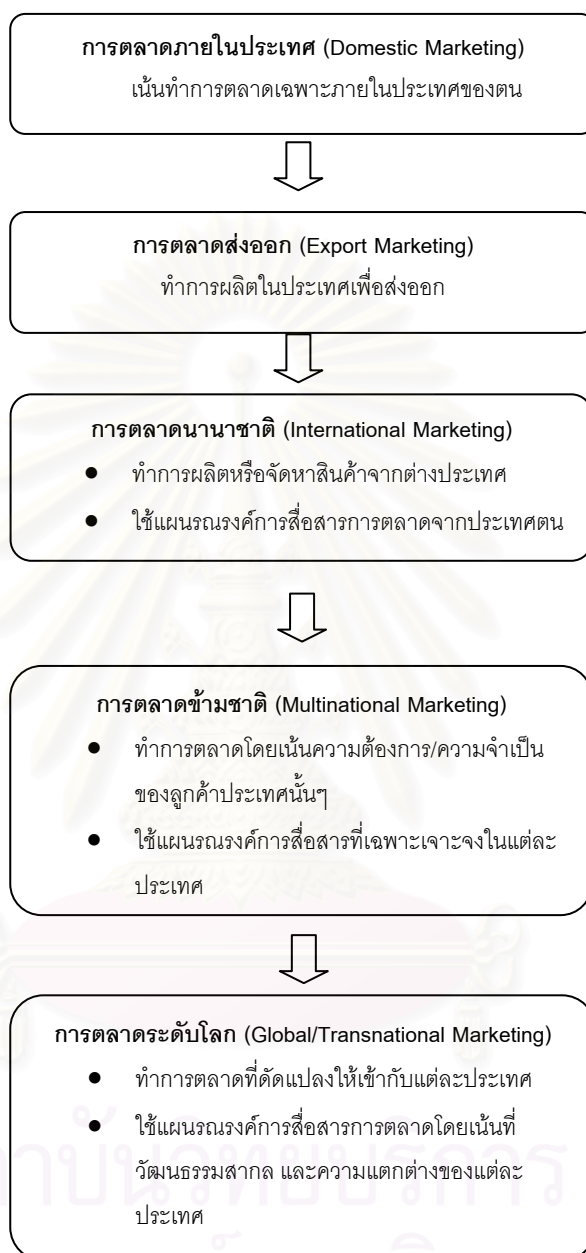 การตลาดภายในประเทศ (Domestic Marketing)
เน้นทำการตลาดเฉพาะภายในประเทศของตน
การตลาดส่งออก (Export Marketing)
ทำการผลิตในประเทศเพื่อส่งออก
การตลาดนานาชาติ (International Marketing)
● ทำการผลิตหรือจัดหาสินค้าจากต่างประเทศ
● ใช้แผนรณรงค์การสื่อสารการตลาดจากประเทศตน
การตลาดข้ามชาติ (Multinational Marketing)
● ทำการตลาดโดยเน้นความต้องการ/ความจำเป็น
ของลูกค้าประเทศนั้นๆ
● ใช้แผนรณรงค์การสื่อสารที่เฉพาะเจาะจงในแต่ละ
ประเทศ
การตลาดระดับโลก (Global/Transnational Marketing)
● ทำการตลาดที่ดัดแปลงให้เข้ากับแต่ละประเทศ
● ใช้แผนรณรงค์การสื่อสารการตลาดโดยเน้นที่
วัฒนธรรมสากล และความแตกต่างของแต่ละ
ประเทศ